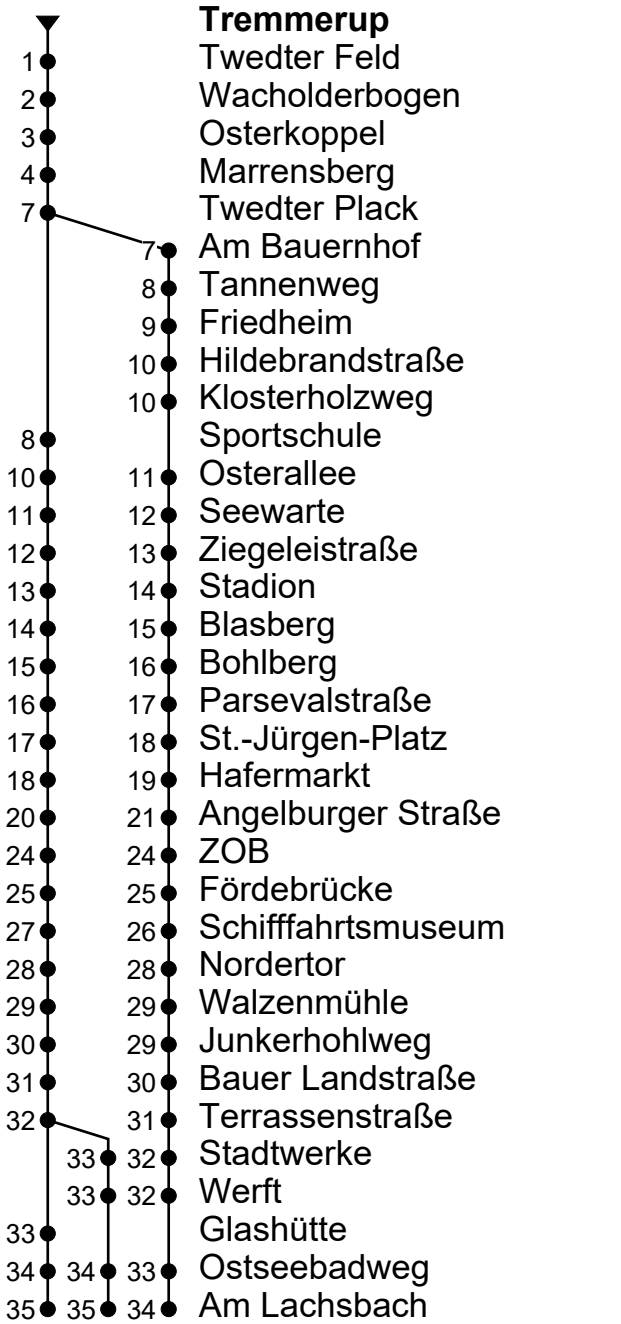 Tremmerup
1 Twedter Feld
2 Wacholderbogen
3 Osterkoppel
4 Marrensberg
7 Twedter Plack
7 Am Bauernhof
8 Tannenweg
9 Friedheim
10 Hildebrandstraße
10 Klosterholzweg
8 Sportschule
10 11 Osterallee
11 12 Seewarte
12 13 Ziegeleistraße
13 14 Stadion
14 15 Blasberg
15 16 Bohlberg
16 17 Parsevalstraße
17 18 St.-Jürgen-Platz
18 19 Hafermarkt
20 21 Angelburger Straße
24 24 ZOB
25 25 Fördebrücke
27 26 Schifffahrtsmuseum
28 28 Nordertor
29 29 Walzenmühle
30 29 Junkerhohlweg
31 30 Bauer Landstraße
32 31 Terrassenstraße
33 32 Stadtwerke
33 32 Werft
33 Glashütte
34 34 33 Ostseebadweg
35 35 34 Am Lachsbach